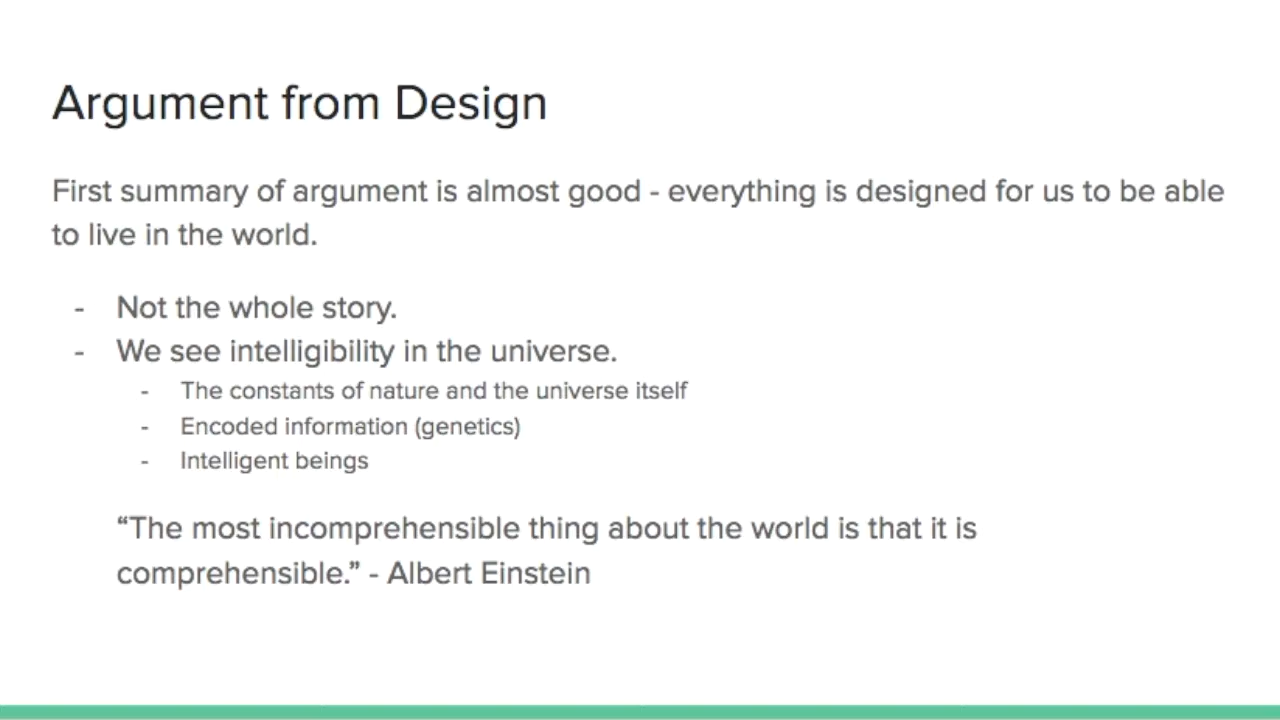 Argument from Design
First summary of argument is almost good - everything is designed for us to be able
to live in the world.
- Not the whole story.
- We see intelligibility in the universe.
- The constants of nature and the universe itself
- Encoded information (genetics)
- Intelligent beings
“The most incomprehensible thing about the world is that it is
comprehensible.” - Albert Einstein